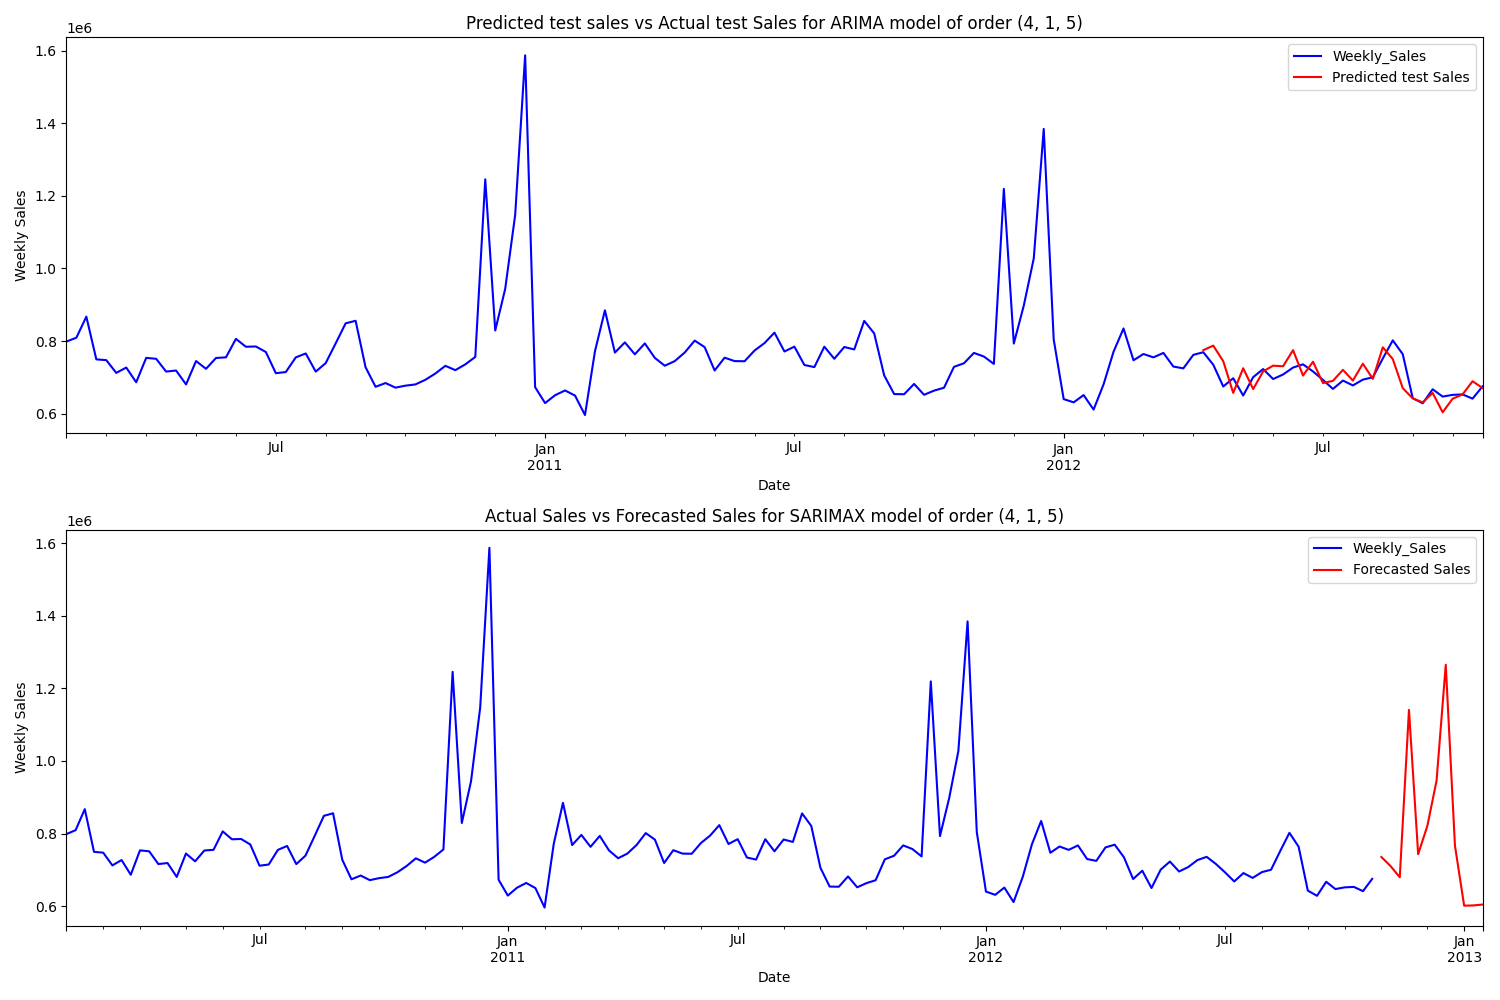 Predicted test sales vs Actual test Sales for ARIMA model of order (4, 1, 5)
1e6
Weekly_Sales
Predicted test Sales
1.6
1.4
1.2
1.0
0.8
0.6
Weekly Sales
Jul
Jan
2011
Jul
Jan
2012
Jul
Date
Actual Sales vs Forecasted Sales for SARIMAX model of order (4, 1, 5)
1e6
Weekly_Sales
Forecasted Sales
1.6
1.4
1.2
1.0
0.8
0.6
Weekly Sales
Jul
Jan
2011
Jul
Jan
2012
Jul
Jan
2013
Date